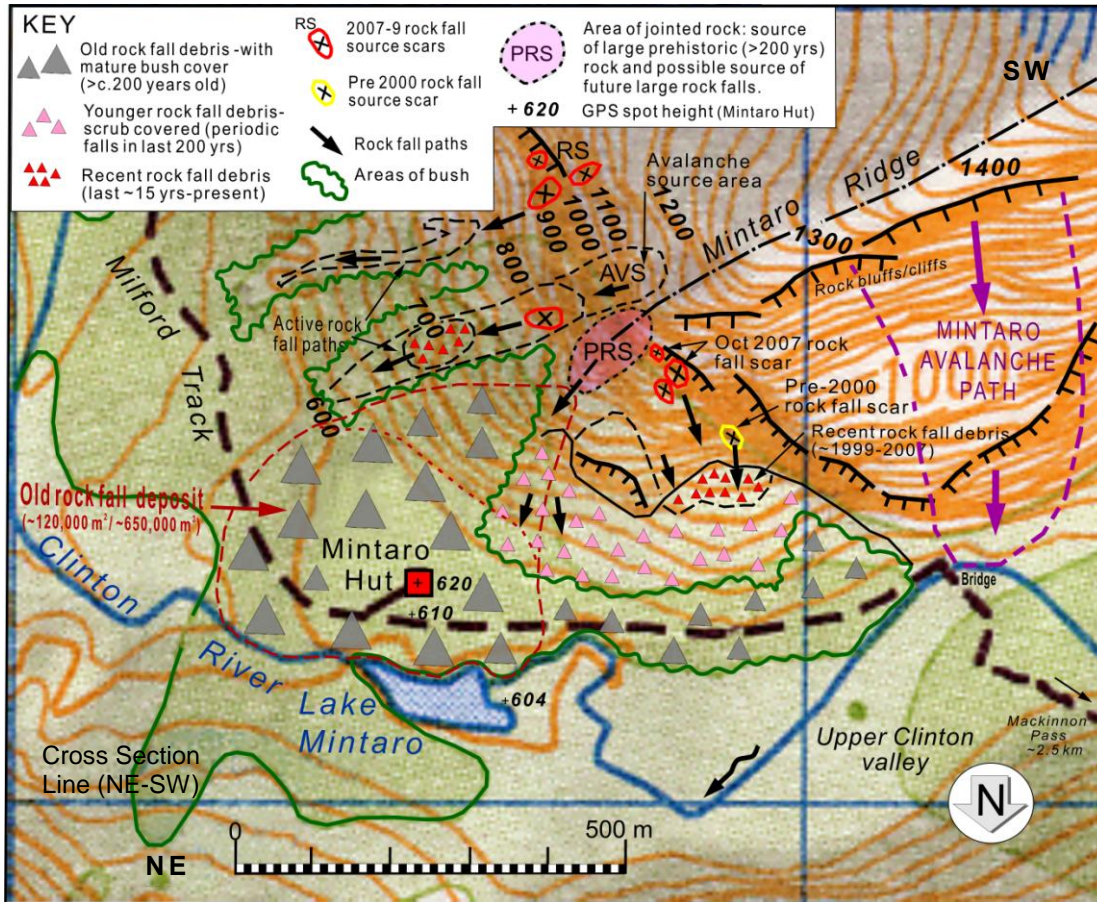 KEY
Old rock fall debris -with
mature bush cover
(>c.200 years old)
Younger rock fall debris-
scrub covered (periodic
falls in last 200 yrs)
Recent rock fall debris
(last ~15 yrs-present)
RS
2007-9 rock fall
source scars
Pre 2000 rock fall
source scar
Rock fall paths
Areas of bush
PRS
Area of jointed rock: source
of large prehistoric (>200 yrs)
rock and possible source of
future large rock falls.
+ 620 GPS spot height (Mintaro Hut)
SW
RS
Avalanche
source area
Mintaro Ridge
1400
1300
1200
1100
1000
900
800
700
600
Rock bluffs/cliffs
AVS
Milford
Track
Active rock
fall paths
PRS
Oct 2007 rock
fall scar
Pre-2000
rock fall scar
Recent rock fall debris
(~1999-2007)
MINTARO
AVALANCHE
PATH
Old rock fall deposit
(~120,000 m²/ ~650,000 m³)
Mintaro
Hut
+ 620
+610
Bridge
Clinton
River
Lake
Mintaro
+604
Upper Clinton
valley
Mackinnon
Pass
~2.5 km
Cross Section
Line (NE-SW)
NE
0
500 m
N